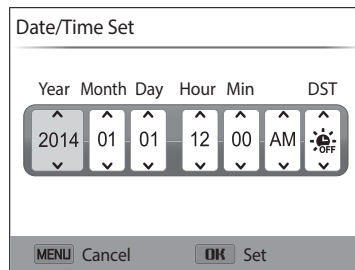 Date/Time Set
Year Month Day Hour Min DST
2014 01 01 12 00 AM OFF
MENU Cancel OK Set